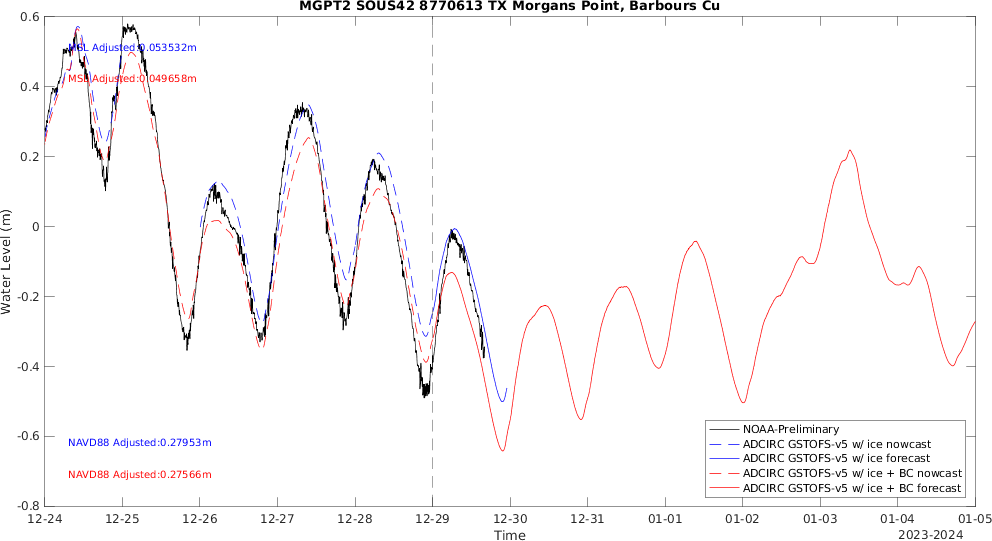 MGPT2 SOUS42 8770613 TX Morgans Point, Barbours Cu
MSL Adjusted:0.053532m
MSL Adjusted:0.049658m
NAVD88 Adjusted:0.27953m
NAVD88 Adjusted:0.27566m
Water Level (m)
0.6
0.4
0.2
0
-0.2
-0.4
-0.6
-0.8
NOAA-Preliminary
ADCIRC GSTOFS-v5 w/ ice nowcast
ADCIRC GSTOFS-v5 w/ ice forecast
ADCIRC GSTOFS-v5 w/ ice + BC nowcast
ADCIRC GSTOFS-v5 w/ ice + BC forecast
12-24 12-25 12-26 12-27 12-28 12-29 12-30 12-31 01-01 01-02 01-03 01-04 01-05
Time
2023-2024